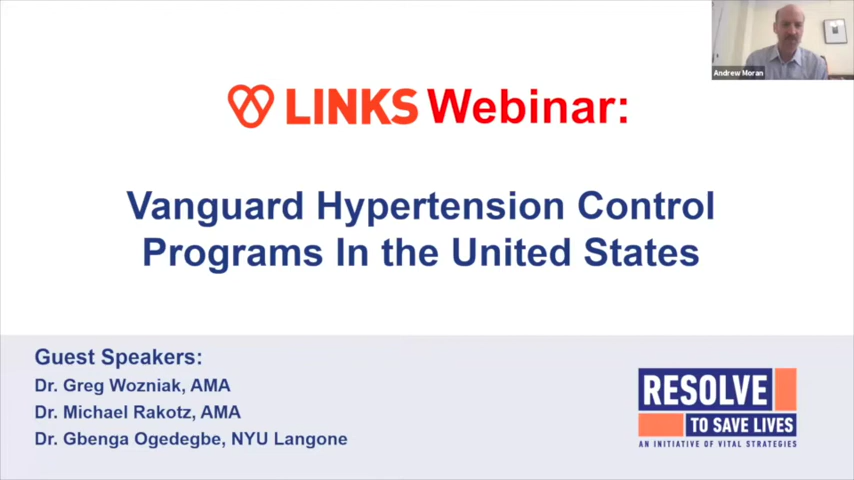 Andrew Moran
LINKS Webinar:
Vanguard Hypertension Control
Programs In the United States
Guest Speakers:
Dr. Greg Wozniak, AMA
Dr. Michael Rakotz, AMA
Dr. Gbenga Ogedegbe, NYU Langone
RESOLVE
TO SAVE LIVES
AN INITIATIVE OF VITAL STRATEGIES